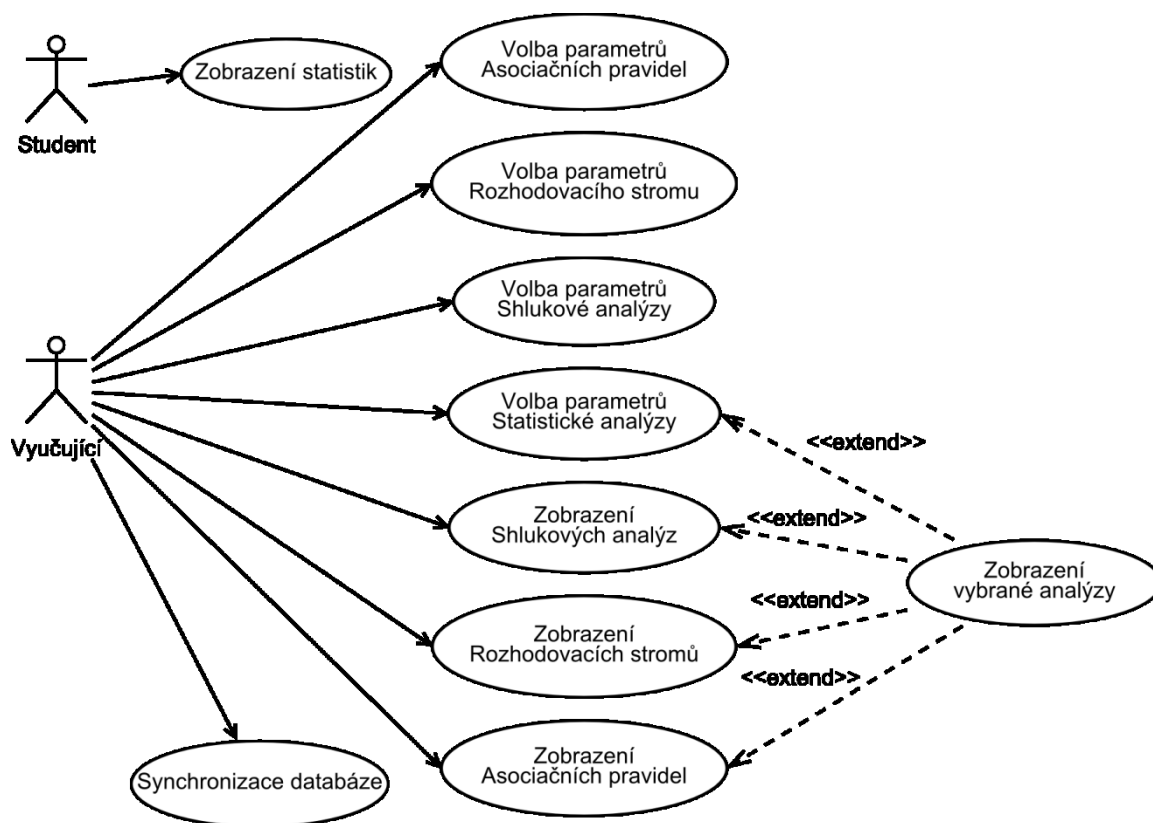 Zobrazení statistik
Student
Volba parametrů
Asociačních pravidel
Volba parametrů
Rozhodovacího stromu
Volba parametrů
Shlukové analýzy
Vyučující
Volba parametrů
Statistické analýzy
<<extend>>
Zobrazení
Shlukových analýz
<<extend>>
Zobrazení
vybrané analýzy
<<extend>>
Zobrazení
Rozhodovacích stromů
<<extend>>
Zobrazení
Asociačních pravidel
Synchronizace databáze